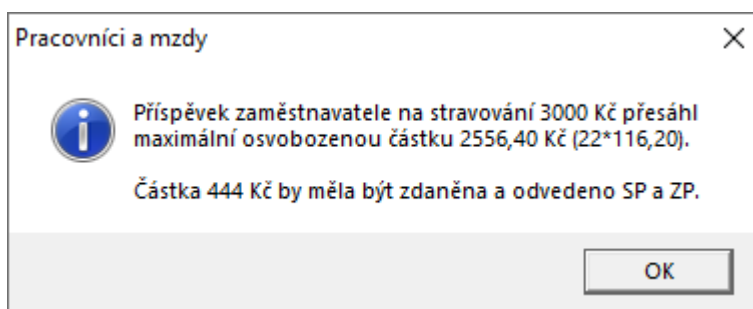 Pracovníci a mzdy
Příspěvek zaměstnavatele na stravování 3000 Kč přesáhl
maximální osvobozenou částku 2556,40 Kč (22*116,20).
Částka 444 Kč by měla být zdaněna a odvedeno SP a ZP.
OK